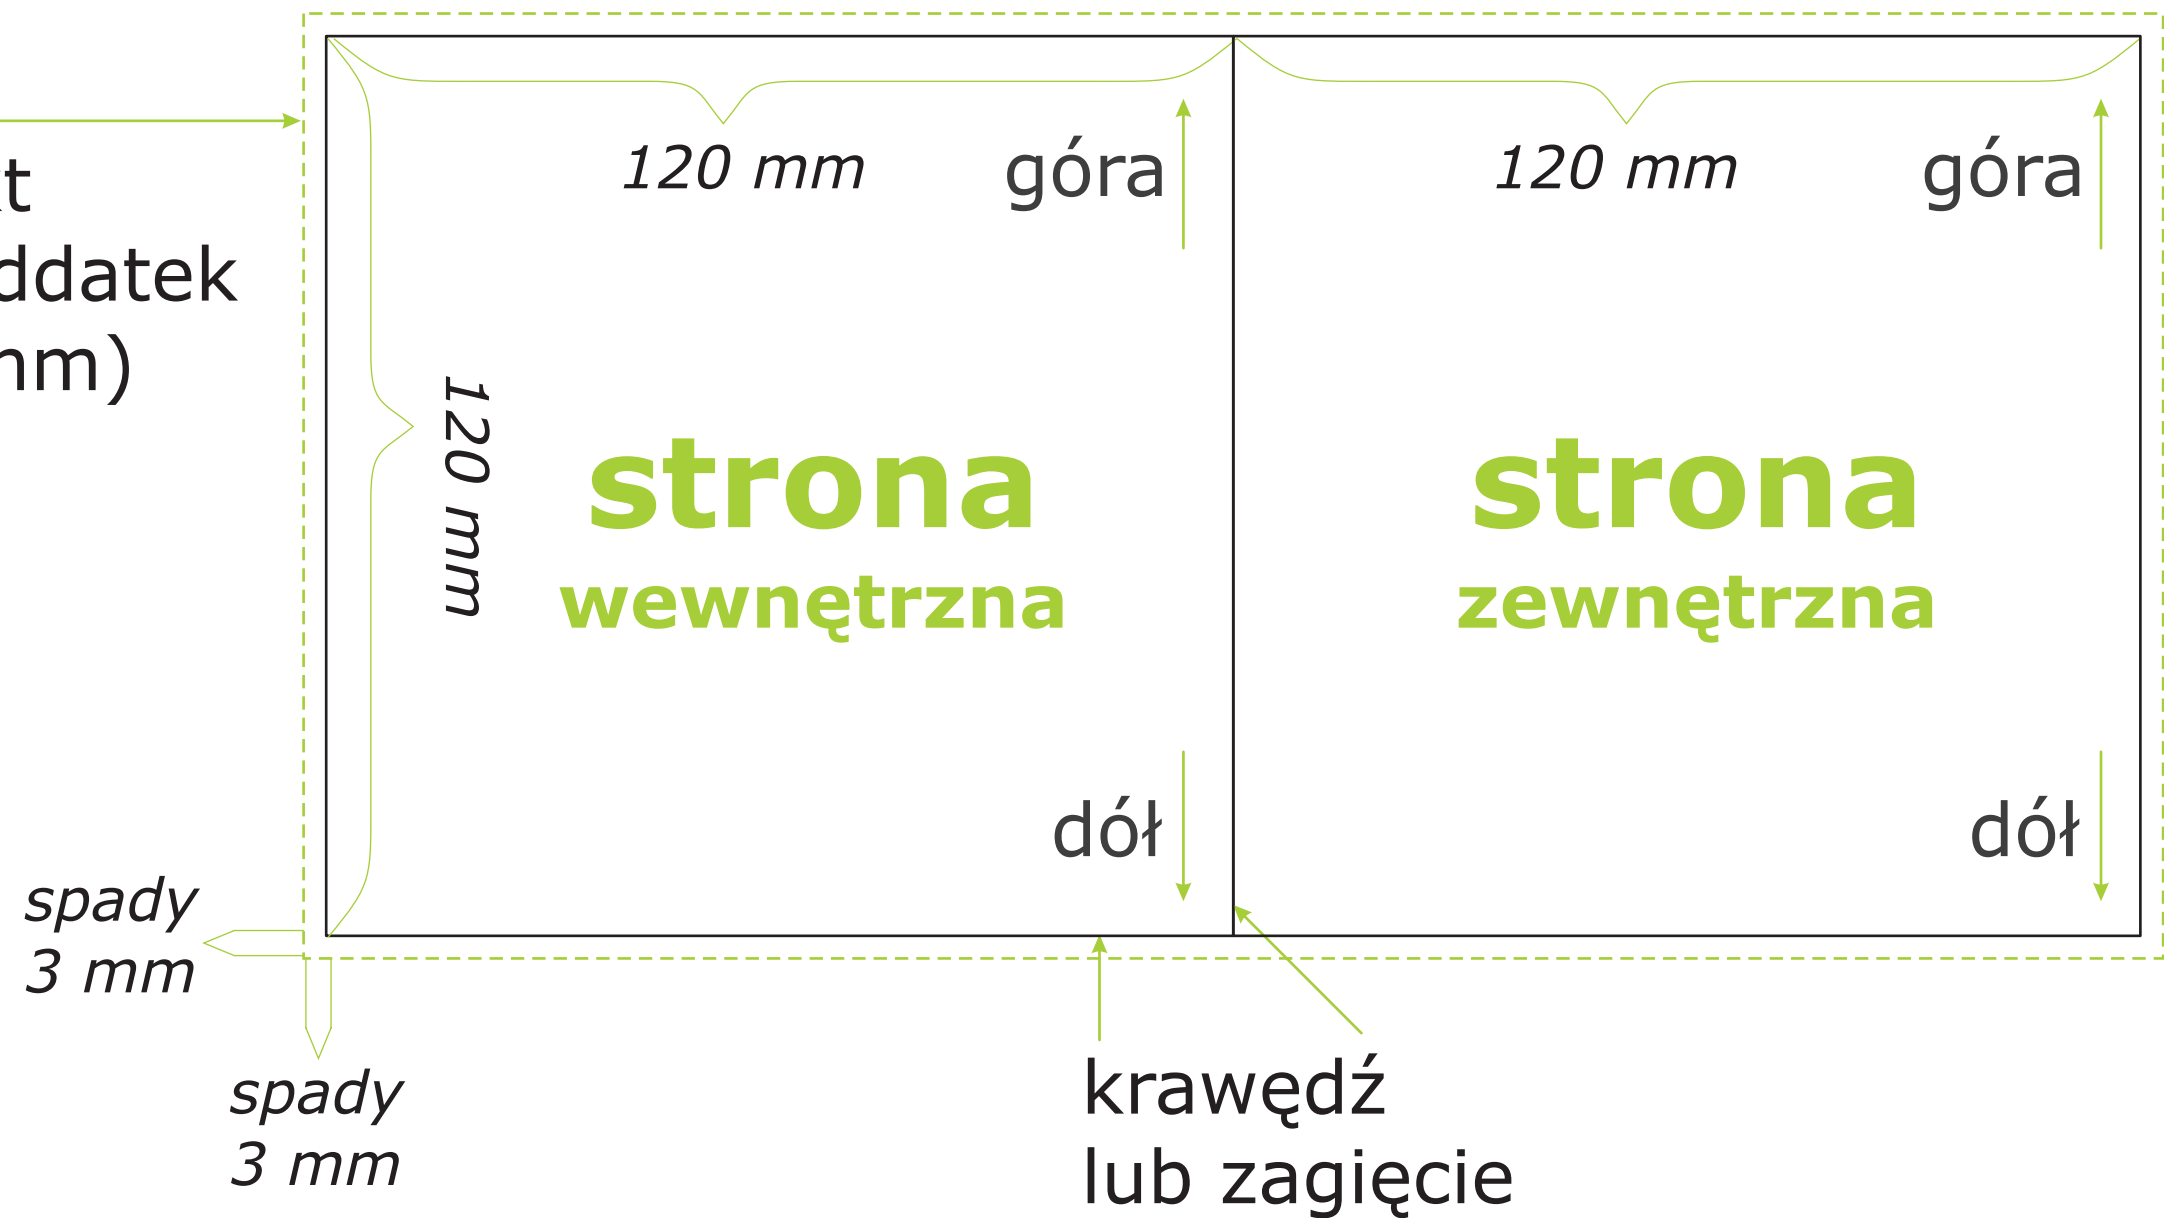 120 mm
góra
120 mm
góra
120 mm
strona
wewnętrzna
strona
zewnętrzna
dół
dół
spady
3 mm
spady
3 mm
krawędź
lub zagięcie